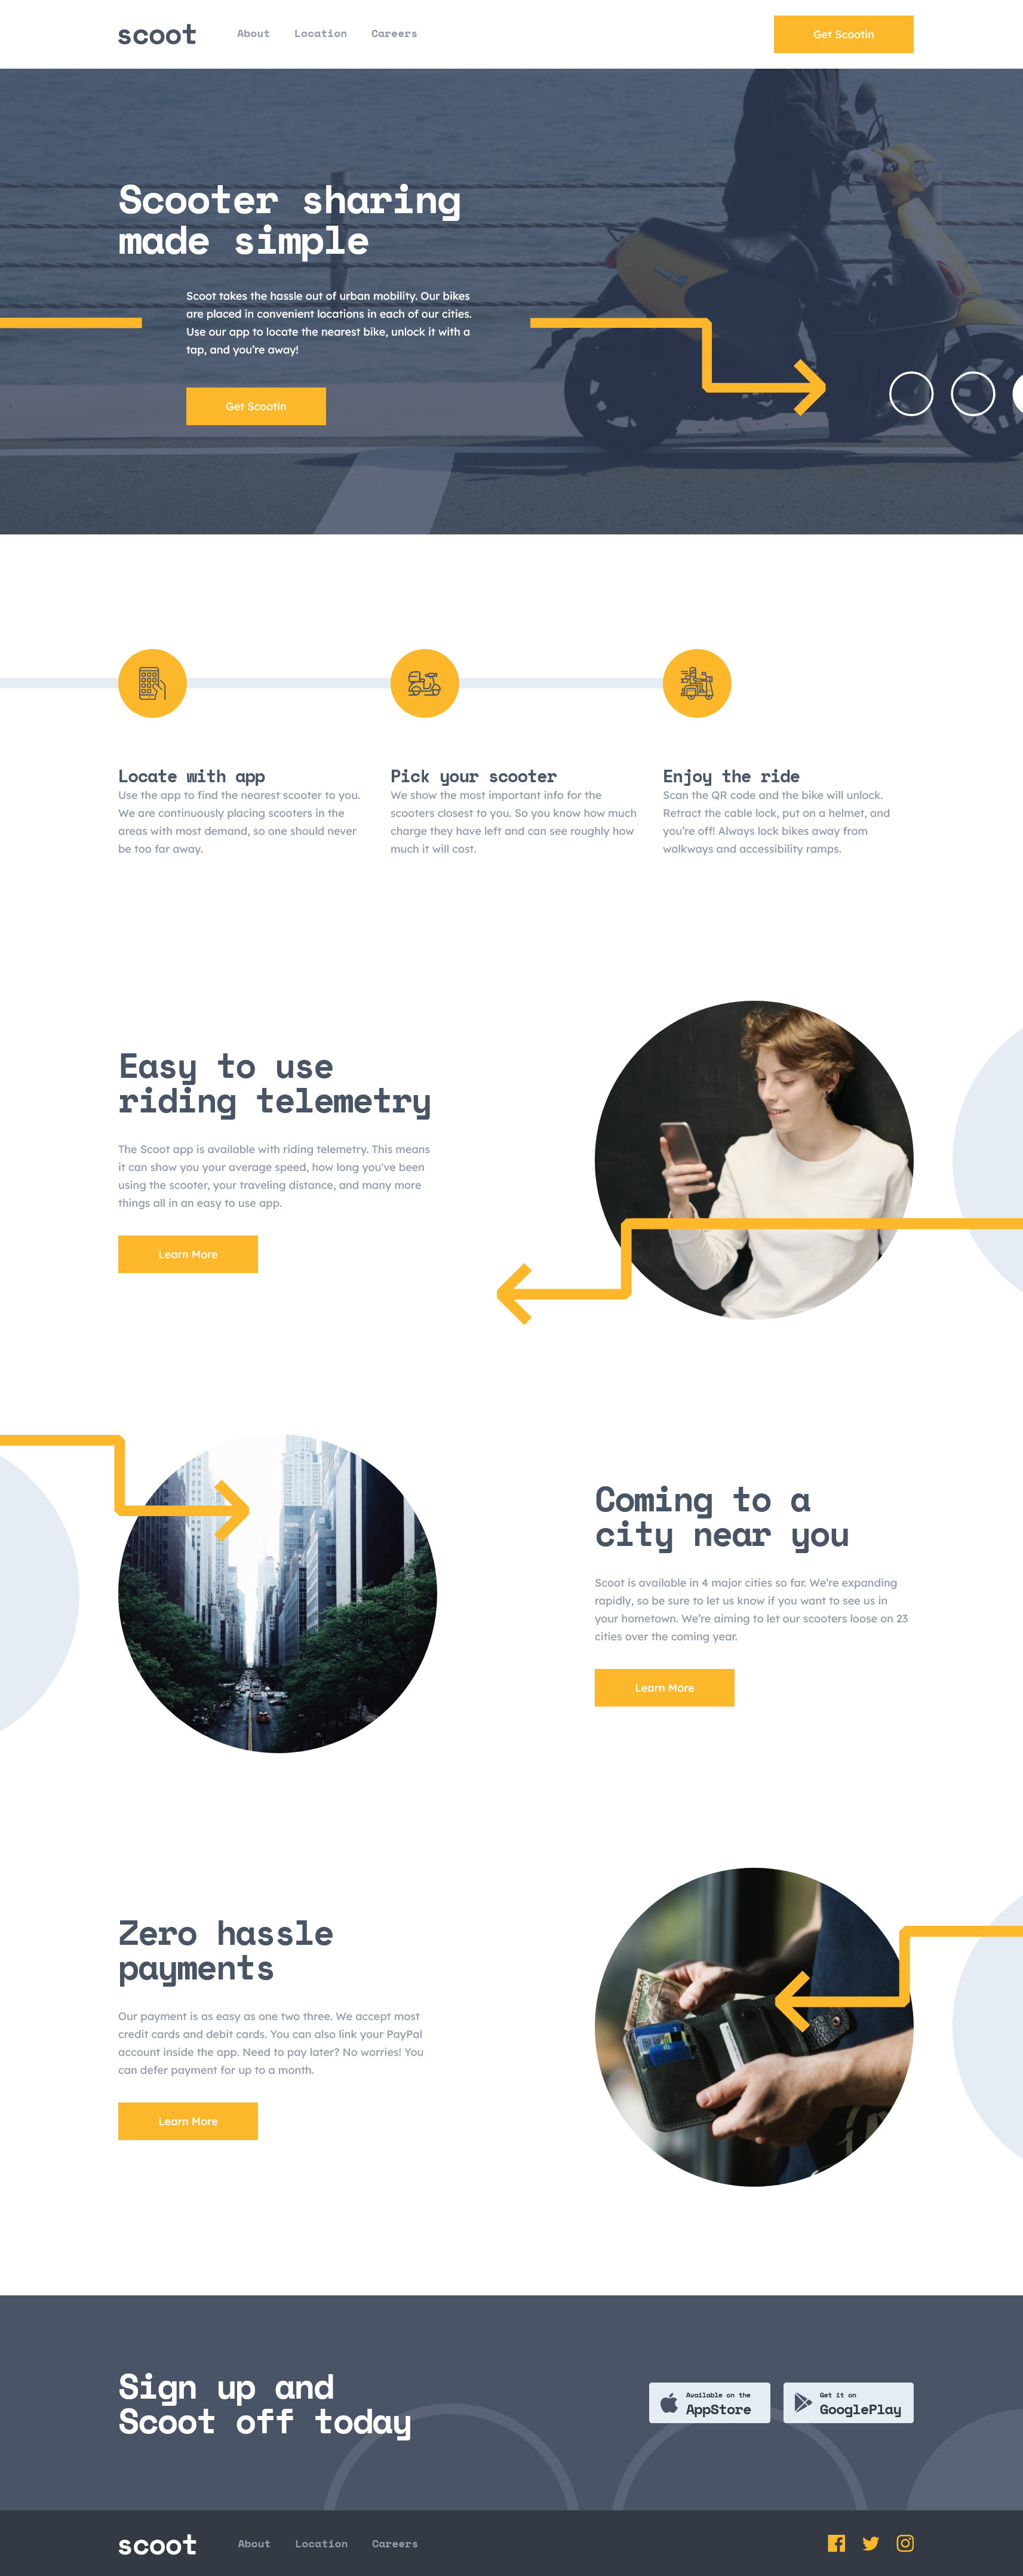 scoot
About Location Careers
Get Scootin
Scooter sharing
made simple
Scoot takes the hassle out of urban mobility. Our bikes
are placed in convenient locations in each of our cities.
Use our app to locate the nearest bike, unlock it with a
tap, and you're away!
Get Scootin
Locate with app
Use the app to find the nearest scooter to you.
We are continuously placing scooters in the
areas with most demand, so one should never
be too far away.
Pick your scooter
We show the most important info for the
scooters closest to you. So you know how much
charge they have left and can see roughly how
much it will cost.
Enjoy the ride
Scan the QR code and the bike will unlock.
Retract the cable lock, put on a helmet, and
you're off! Always lock bikes away from
walkways and accessibility ramps.
Easy to use
riding telemetry
The Scoot app is available with riding telemetry. This means
it can show you your average speed, how long you've been
using the scooter, your traveling distance, and many more
things all in an easy to use app.
Learn More
Coming to a
city near you
Scoot is available in 4 major cities so far. We're expanding
rapidly, so be sure to let us know if you want to see us in
your hometown. We're aiming to let our scooters loose on 23
cities over the coming year.
Learn More
Zero hassle
payments
Our payment is as easy as one two three. We accept most
credit cards and debit cards. You can also link your PayPal
account inside the app. Need to pay later? No worries! You
can defer payment for up to a month.
Learn More
Sign up and
Scoot off today
Available on the
AppStore
Get it on
GooglePlay
scoot
About Location Careers